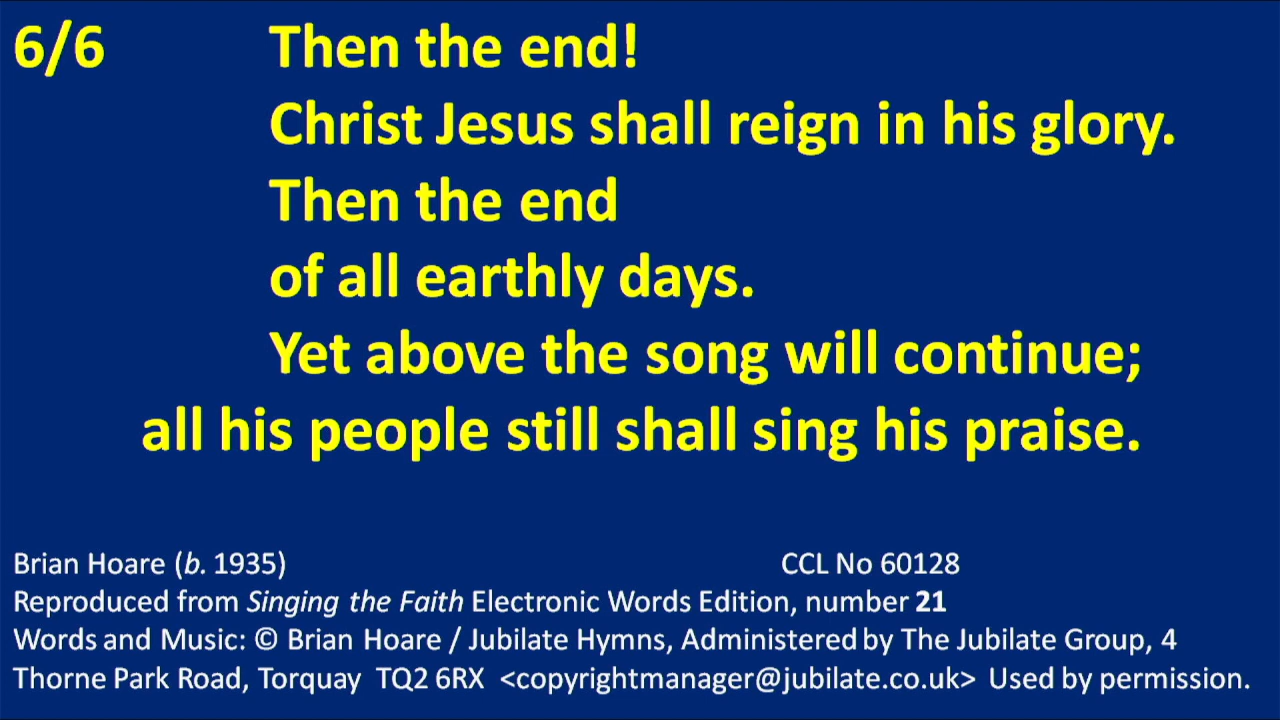 6/6 Then the end!
Christ Jesus shall reign in his glory.
Then the end
of all earthly days.
Yet above the song will continue;
all his people still shall sing his praise.
Brian Hoare (b. 1935) CCL No 60128
Reproduced from Singing the Faith Electronic Words Edition, number 21
Words and Music: © Brian Hoare / Jubilate Hymns, Administered by The Jubilate Group, 4
Thorne Park Road, Torquay TQ2 6RX <copyrightmanager@jubilate.co.uk> Used by permission.